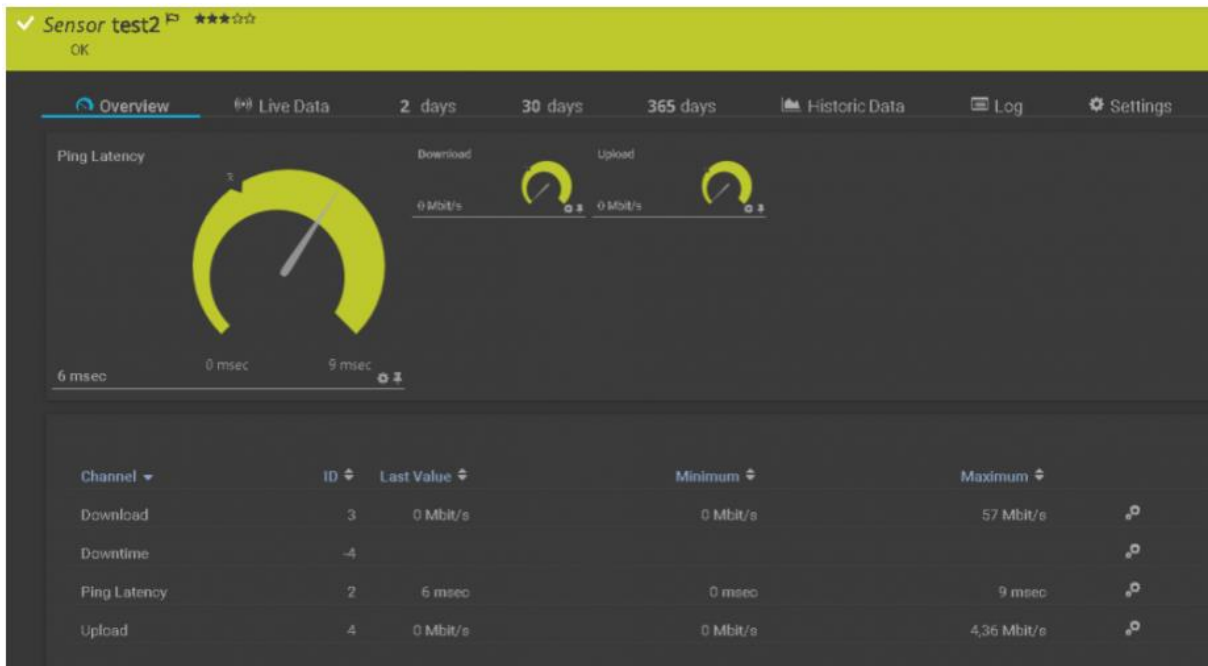 Sensor test2
OK
Overview Live Data 2 days 30 days 365 days Historic Data Log Settings
Ping Latency Download Upload
0 Mbit/s 0 Mbit/s
0 msec 9 msec
6 msec
Channel ID Last Value Minimum Maximum
Download 3 0 Mbit/s 0 Mbit/s 57 Mbit/s
Downtime -4
Ping Latency 2 6 msec 0 msec 9 msec
Upload 4 0 Mbit/s 0 Mbit/s 4,36 Mbit/s